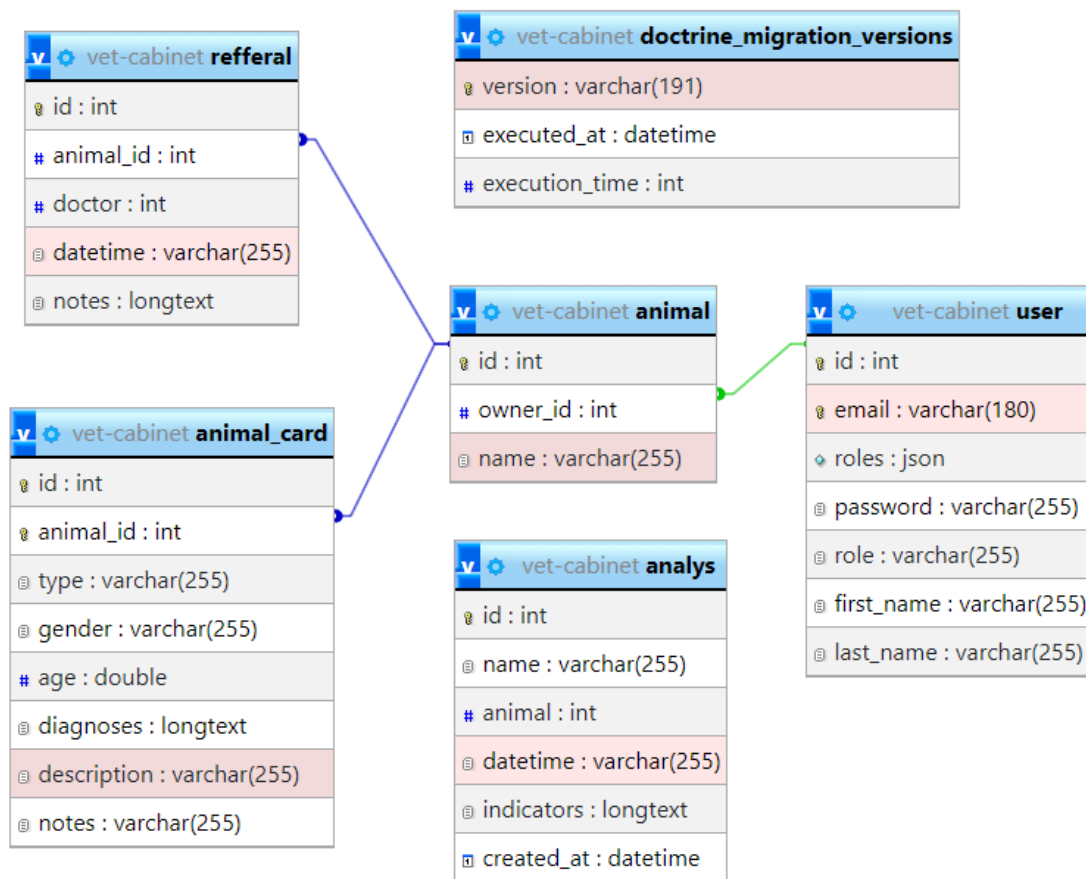 vet-cabinet refferal
id : int
animal_id : int
doctor : int
datetime : varchar(255)
notes : longtext
vet-cabinet doctrine_migration_versions
version : varchar(191)
executed_at : datetime
execution_time : int
vet-cabinet animal
id : int
owner_id : int
name : varchar(255)
vet-cabinet user
id : int
email : varchar(180)
roles : json
password : varchar(255)
role : varchar(255)
first_name : varchar(255)
last_name : varchar(255)
vet-cabinet animal_card
id : int
animal_id : int
type : varchar(255)
gender : varchar(255)
age : double
diagnoses : longtext
description : varchar(255)
notes : varchar(255)
vet-cabinet analys
id : int
name : varchar(255)
animal : int
datetime : varchar(255)
indicators : longtext
created_at : datetime